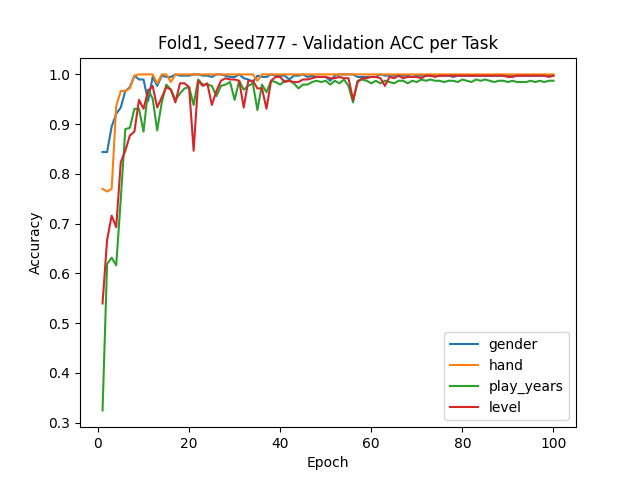 Fold1, Seed777 - Validation ACC per Task
1.0
0.9
0.8
0.7
0.6
0.5
0.4
0.3
Accuracy
0
20
40
60
80
100
Epoch
gender
hand
play_years
level